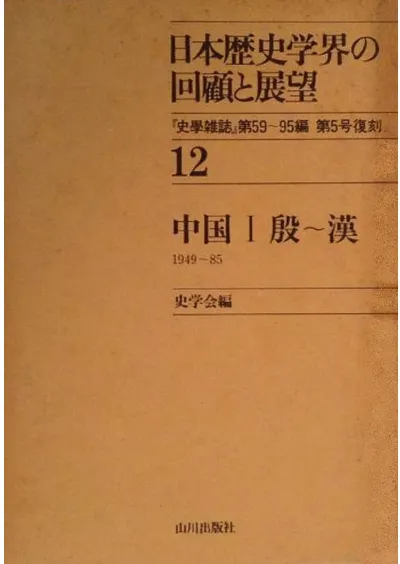 日本歴史学界の
回顧と展望
『史學雑誌』第59〜95編 第5号復刻
12
中国 I 殷〜漢
1949〜85
史学会編
山川出版社